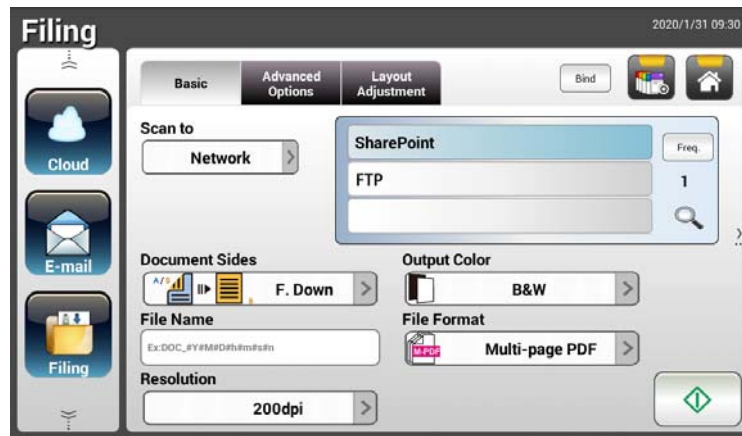 Filing
2020/1/31 09:30
Basic
Advanced
Options
Layout
Adjustment
Bind
Cloud
E-mail
Filing
Scan to
Network
SharePoint
FTP
Freq.
1
Document Sides
A/S
F. Down
Output Color
B&W
File Name
Ex:DOC_#Y#M#D#h#m#s#n
File Format
M-PDF
Multi-page PDF
Resolution
200dpi